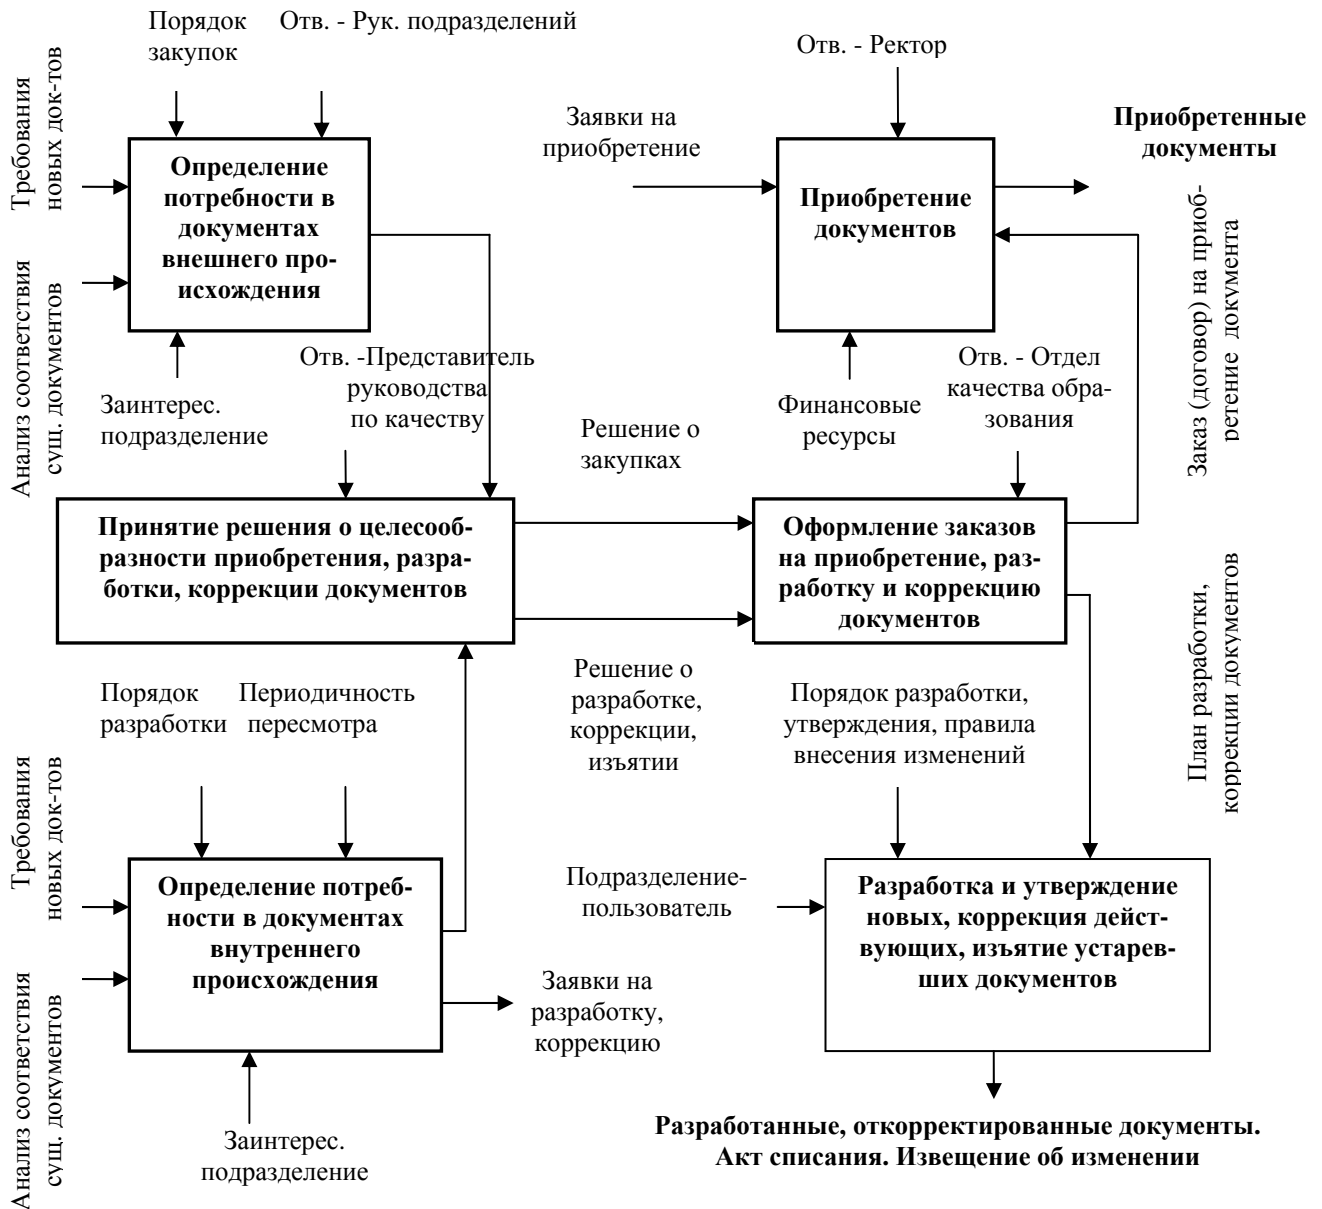 Порядок
закупок
Отв. - Рук. подразделений
Отв. - Ректор
Требования
новых док-тов
Заявки на
приобретение
Приобретенные
документы
Определение
потребности в
документах
внешнего про-
исхождения
Приобретение
документов
Анализ соответствия
сущ. документов
Заказ (договор) на приоб-
ретение документа
Заинтерес.
подразделение
Отв. -Представитель
руководства
по качеству
Финансовые
ресурсы
Отв. - Отдел
качества обра-
зования
Решение о
закупках
Принятие решения о целесооб-
разности приобретения, разра-
ботки, коррекции документов
Оформление заказов
на приобретение, раз-
работку и коррекцию
документов
План разработки,
коррекции документов
Порядок
разработки
Периодичность
пересмотра
Решение о
разработке,
коррекции,
изъятии
Порядок разработки,
утверждения, правила
внесения изменений
Требования
новых док-тов
Определение потреб-
ности в документах
внутреннего
происхождения
Подразделение-
пользователь
Разработка и утверждение
новых, коррекция дейст-
вующих, изъятие устарев-
ших документов
Анализ соответствия
сущ. документов
Заявки на
разработку,
коррекцию
Заинтерес.
подразделение
Разработанные, откорректированные документы.
Акт списания. Извещение об изменении